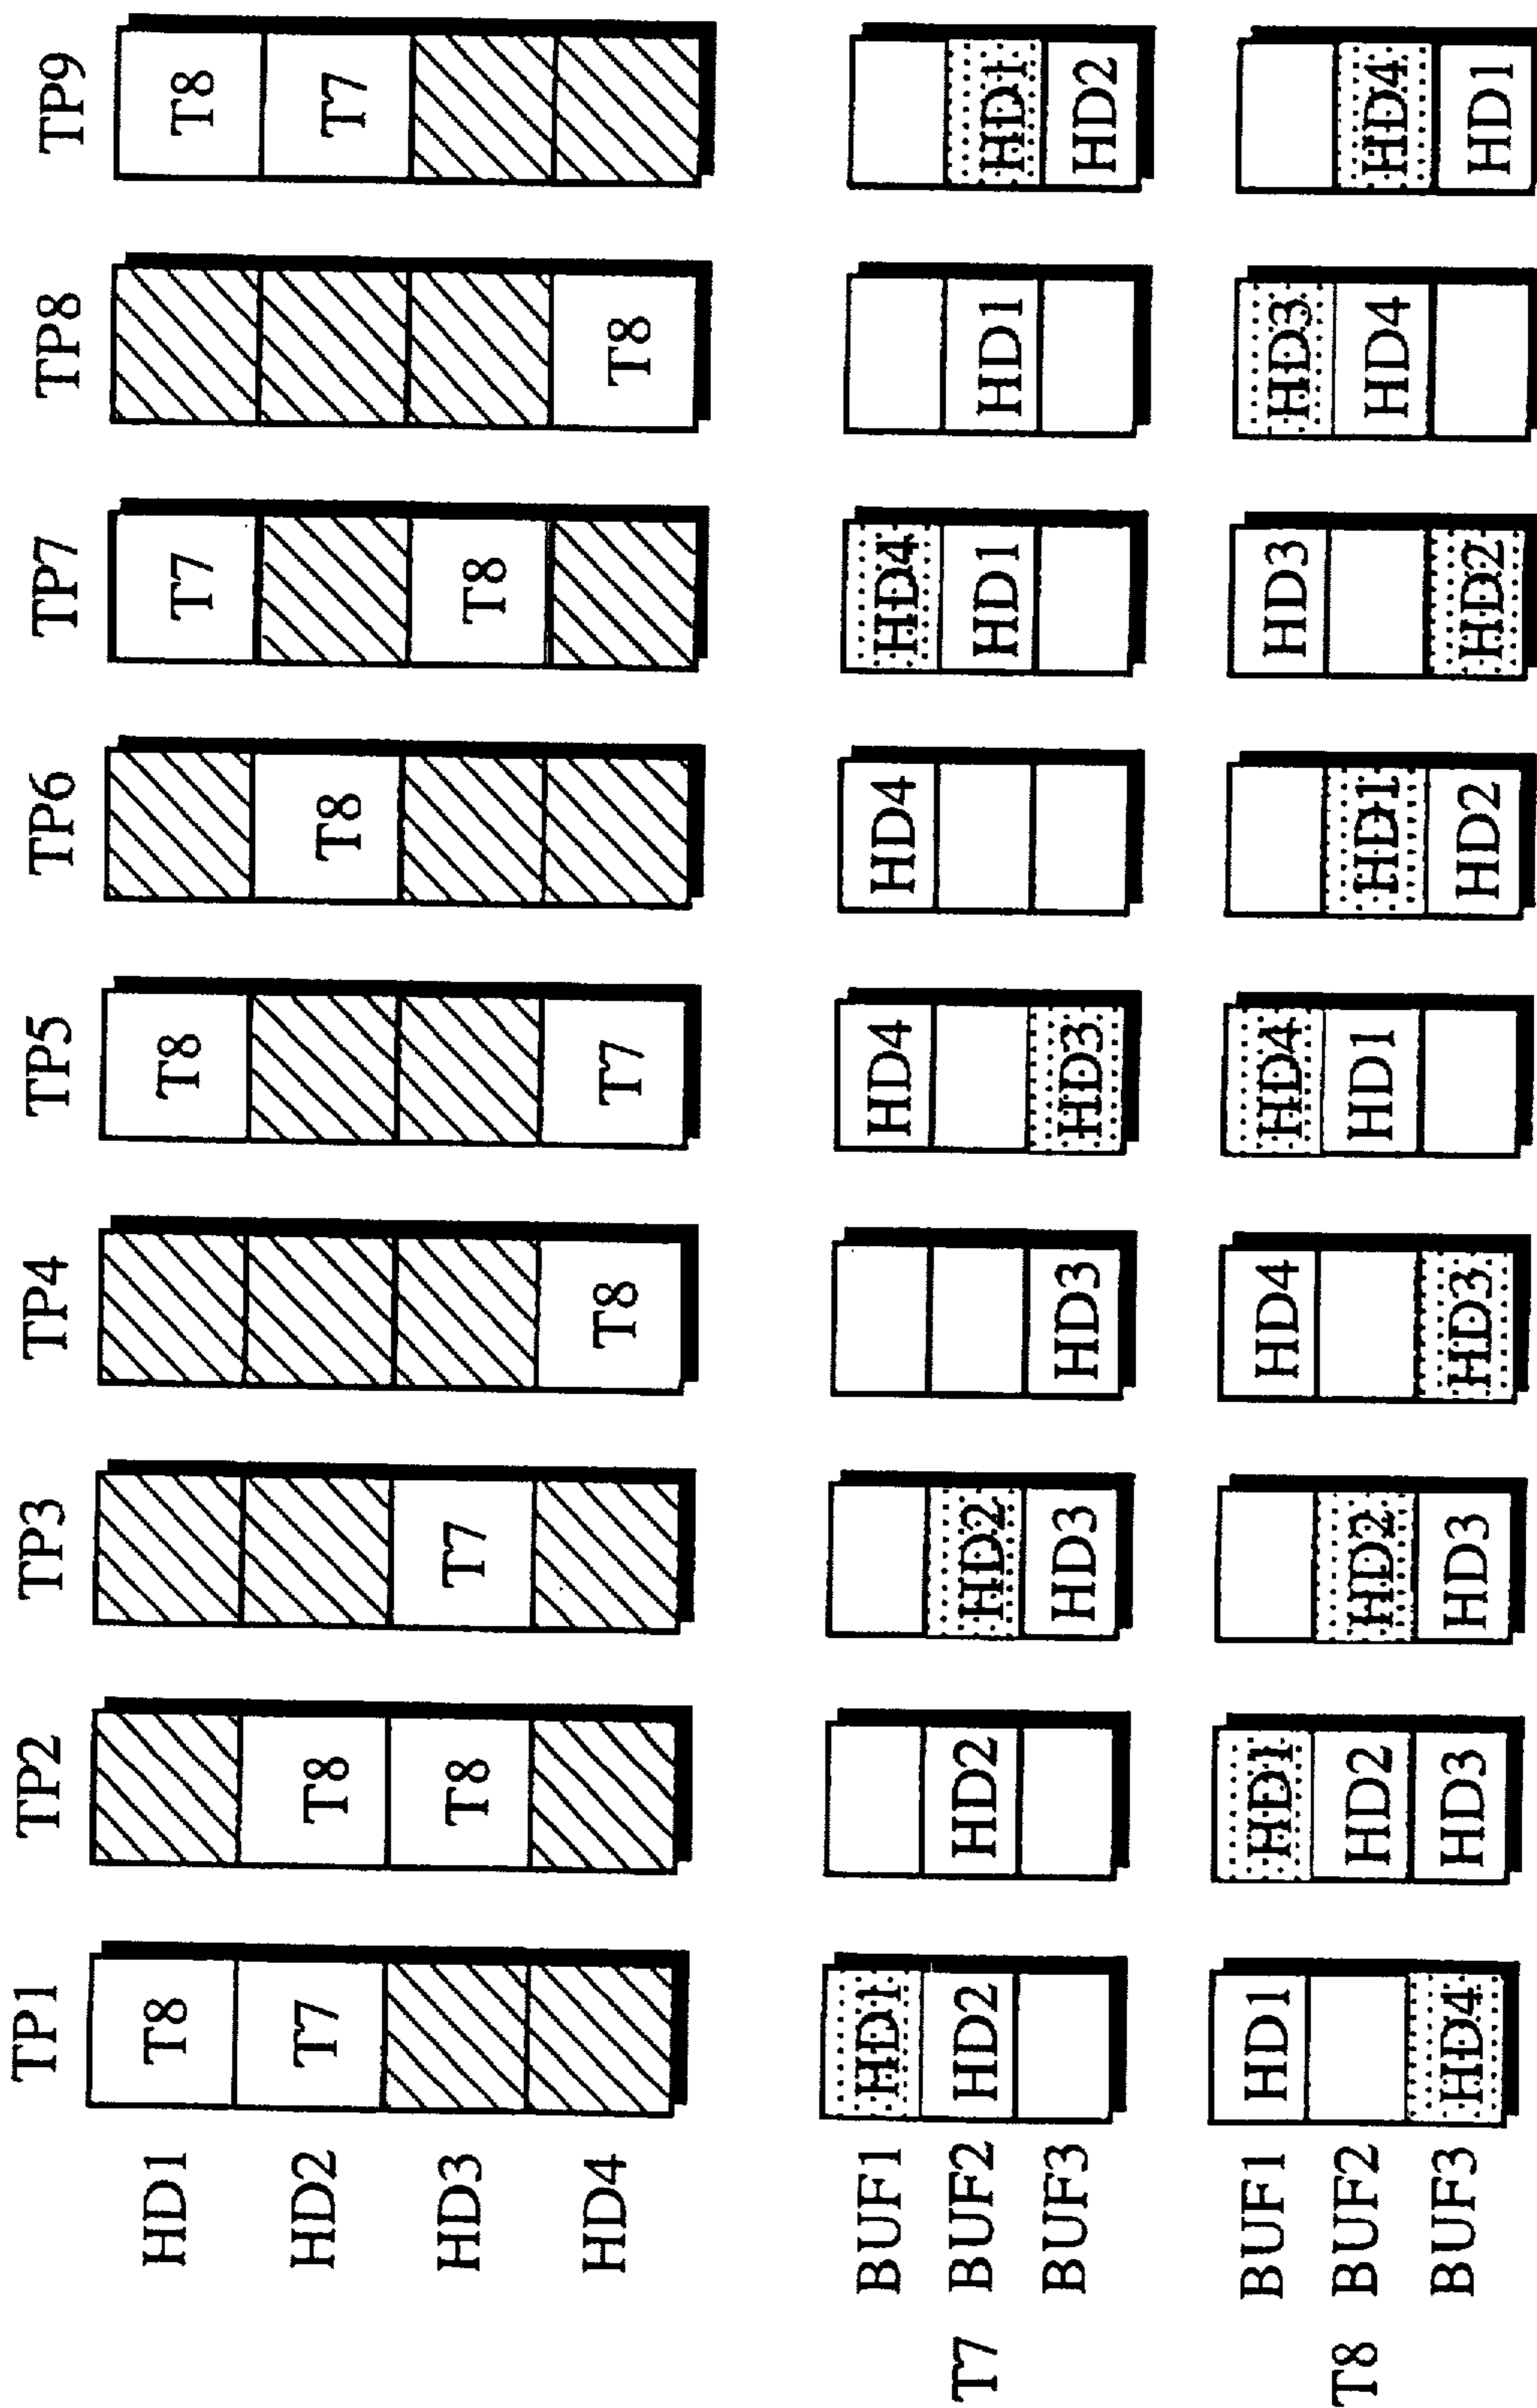 TP1 TP2 TP3 TP4 TP5 TP6 TP7 TP8 TP9
HD1 T8 T8 T7 T8
HD2 T7 T8 T8 T7
HD3 T8 T7 T8
HD4 T8 T7 T8
BUF1 HD1 HD4 HD4 HD4
T7 BUF2 HD2 HD2 HD2 HD1 HD1 HD1
BUF3 HD3 HD3 HD3 HD2
BUF1 HD1 HD1 HD4 HD4 HD3 HD3
T8 BUF2 HD2 HD2 HD1 HD1 HD4 HD4
BUF3 HD4 HD3 HD3 HD3 HD2 HD2 HD1